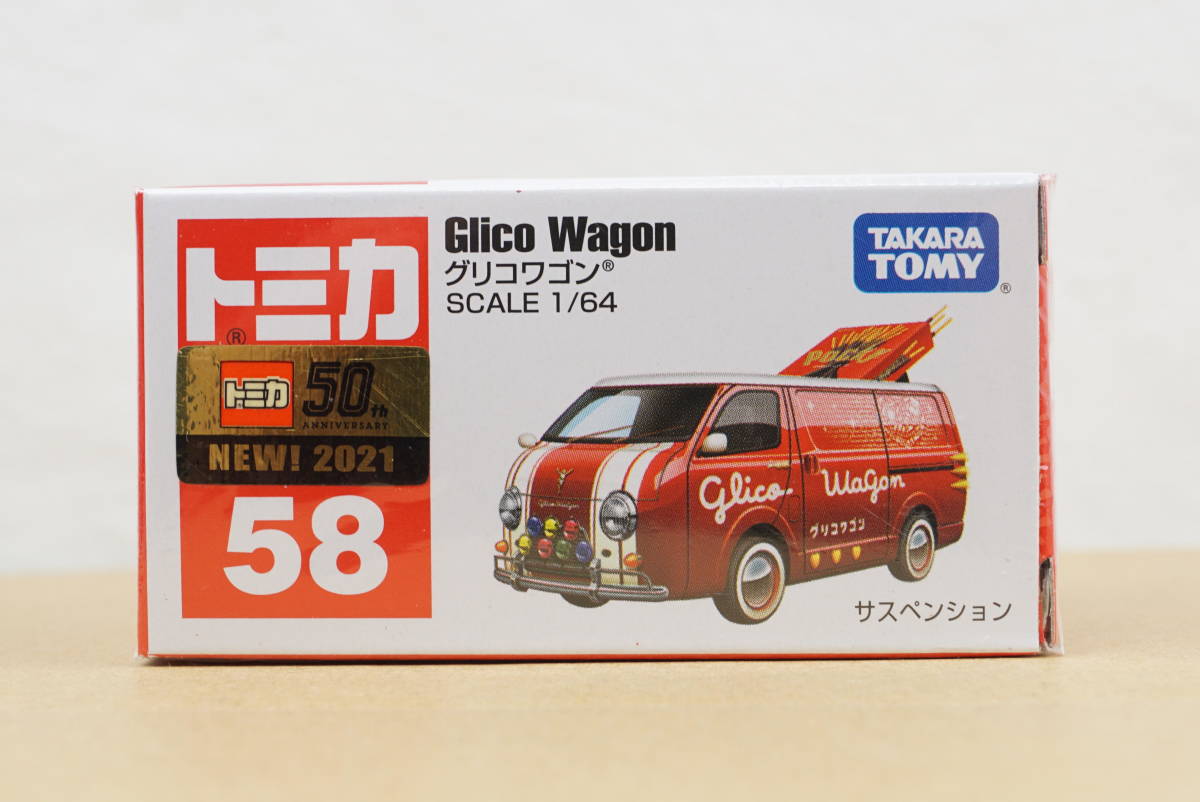 トミカ
®
トミカ
50th
ANNIVERSARY
NEW! 2021
58
Glico Wagon
グリコワゴン®
SCALE 1/64
TAKARA
TOMY
®
Glico Wagon
グリコワゴン
サスペンション